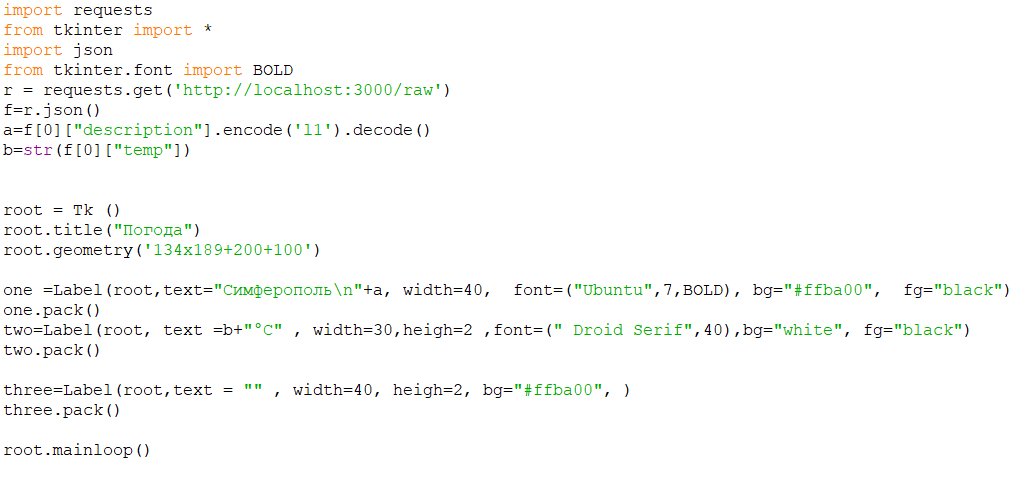 import requests
from tkinter import *
import json
from tkinter.font import BOLD
r = requests.get('http://localhost:3000/raw')
f=r.json()
a=f[0]["description"].encode('l1').decode()
b=str(f[0]["temp"])
root = Tk ()
root.title("Погода")
root.geometry('134x189+200+100')
one =Label(root,text="Симферополь\n"+a, width=40,  font=("Ubuntu",7,BOLD), bg="#ffba00",  fg="black")
one.pack()
two=Label(root, text =b+"°C" , width=30,heigh=2 ,font=(" Droid Serif",40),bg="white", fg="black")
two.pack()
three=Label(root,text = "" , width=40, heigh=2, bg="#ffba00", )
three.pack()
root.mainloop()